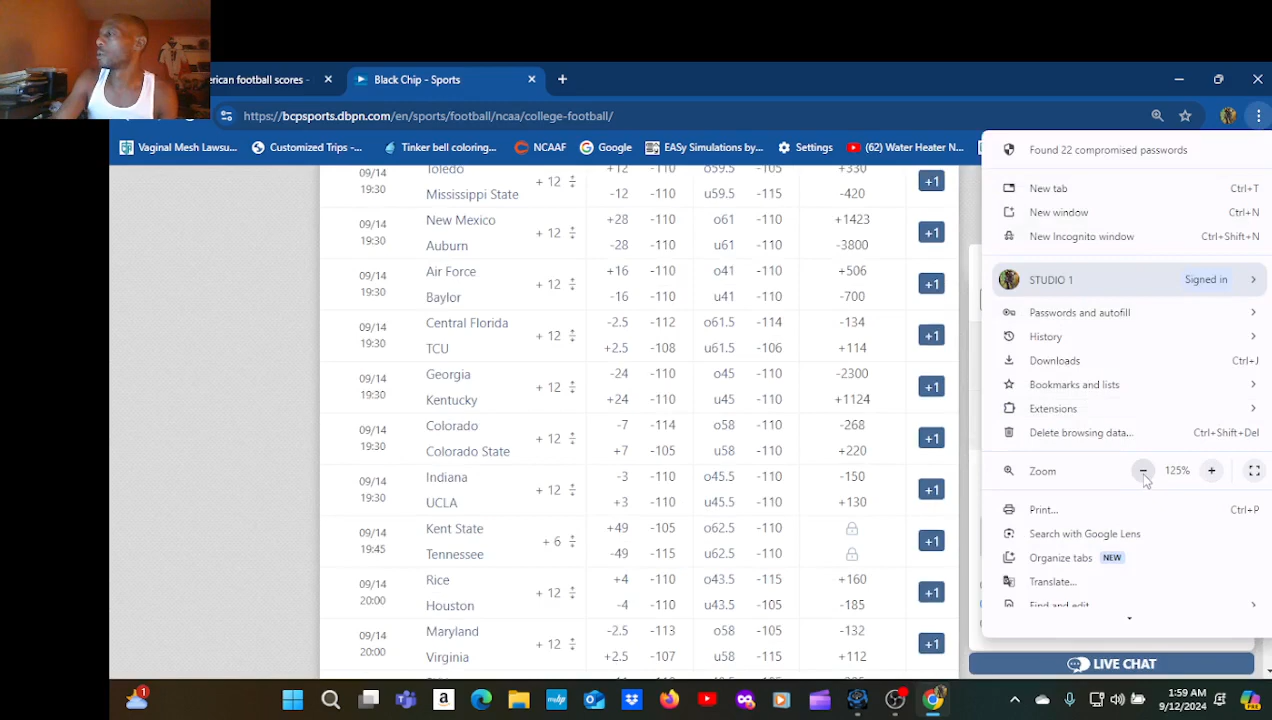 rican football scores -
Black Chip - Sports
https://bcpsports.dbpn.com/en/sports/football/ncaa/college-football/
Vaginal Mesh Lawsu... Customized Trips -... Tinker bell coloring... NCAAF Google EASy Simulations by... Settings (62) Water Heater N...
09/14 19:30 Toledo + 12 +12 -110 o59.5 -105 +330 +1
Mississippi State -12 -110 u59.5 -115 -420
09/14 19:30 New Mexico + 12 +28 -110 o61 -110 +1423 +1
Auburn -28 -110 u61 -110 -3800
09/14 19:30 Air Force + 12 +16 -110 o41 -110 +506 +1
Baylor -16 -110 u41 -110 -700
09/14 19:30 Central Florida + 12 -2.5 -112 o61.5 -114 -134 +1
TCU +2.5 -108 u61.5 -106 +114
09/14 19:30 Georgia + 12 -24 -110 o45 -110 -2300 +1
Kentucky +24 -110 u45 -110 +1124
09/14 19:30 Colorado + 12 -7 -114 o58 -110 -268 +1
Colorado State +7 -105 u58 -110 +220
09/14 19:30 Indiana + 12 -3 -110 o45.5 -110 -150 +1
UCLA +3 -110 u45.5 -110 +130
09/14 19:45 Kent State + 6 +49 -105 o62.5 -110 +1
Tennessee -49 -115 u62.5 -110
09/14 20:00 Rice + 12 +4 -110 o43.5 -115 +160 +1
Houston -4 -110 u43.5 -105 -185
09/14 20:00 Maryland + 12 -2.5 -113 o58 -105 -132 +1
Virginia +2.5 -107 u58 -115 +112
Found 22 compromised passwords
New tab Ctrl+T
New window Ctrl+N
New Incognito window Ctrl+Shift+N
STUDIO 1 Signed in
Passwords and autofill
History
Downloads Ctrl+J
Bookmarks and lists
Extensions
Delete browsing data... Ctrl+Shift+Del
Zoom - 125% +
Print... Ctrl+P
Search with Google Lens
Organize tabs NEW
Translate...
Find and edit
LIVE CHAT
1
1:59 AM
9/12/2024